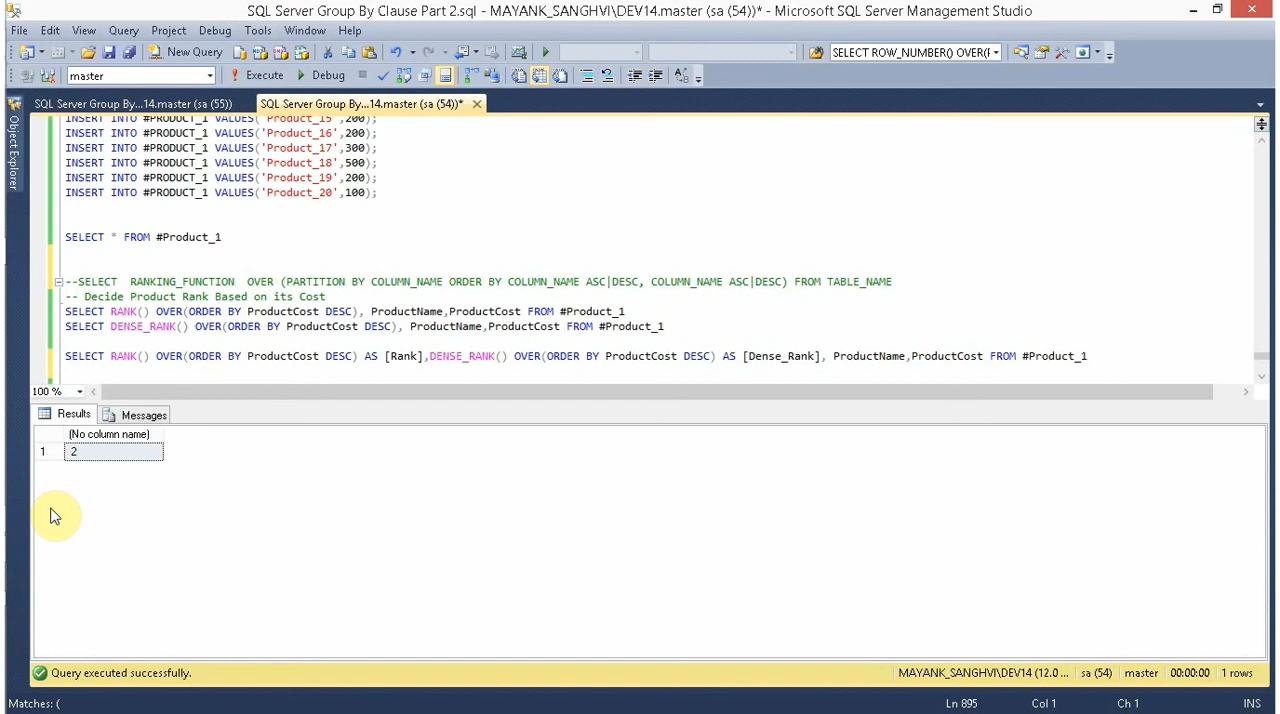 SQL Server Group By Clause Part 2.sql - MAYANK_SANGHVI\DEV14.master (sa (54))* - Microsoft SQL Server Management Studio
File Edit View Query Project Debug Tools Window Help
New Query SELECT ROW_NUMBER() OVER(F
master Execute Debug
SQL Server Group By...14.master (sa (55)) SQL Server Group By...14.master (sa (54))*
Object Explorer
INSERT INTO #PRODUCT_1 VALUES('Product_15',200);
INSERT INTO #PRODUCT_1 VALUES('Product_16',200);
INSERT INTO #PRODUCT_1 VALUES('Product_17',300);
INSERT INTO #PRODUCT_1 VALUES('Product_18',500);
INSERT INTO #PRODUCT_1 VALUES('Product_19',200);
INSERT INTO #PRODUCT_1 VALUES('Product_20',100);
SELECT * FROM #Product_1
--SELECT RANKING_FUNCTION OVER (PARTITION BY COLUMN_NAME ORDER BY COLUMN_NAME ASC|DESC, COLUMN_NAME ASC|DESC) FROM TABLE_NAME
-- Decide Product Rank Based on its Cost
SELECT RANK() OVER(ORDER BY ProductCost DESC), ProductName,ProductCost FROM #Product_1
SELECT DENSE_RANK() OVER(ORDER BY ProductCost DESC), ProductName,ProductCost FROM #Product_1
SELECT RANK() OVER(ORDER BY ProductCost DESC) AS [Rank],DENSE_RANK() OVER(ORDER BY ProductCost DESC) AS [Dense_Rank], ProductName,ProductCost FROM #Product_1
100 %
Results Messages
(No column name)
1 2
Query executed successfully. MAYANK_SANGHVI\DEV14 (12.0 ... sa (54) master 00:00:00 1 rows
Matches: ( Ln 895 Col 1 Ch 1 INS